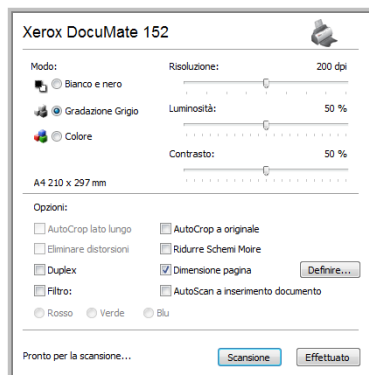 Xerox DocuMate 152
Modo: Risoluzione: 200 dpi
Bianco e nero
Gradazione Grigio Luminosità: 50 %
Colore
Contrasto: 50 %
A4 210 x 297 mm
Opzioni:
AutoCrop lato lungo AutoCrop a originale
Eliminare distorsioni Ridurre Schemi Moire
Duplex Dimensione pagina Definire...
Filtro: AutoScan a inserimento documento
Rosso Verde Blu
Pronto per la scansione... Scansione Effettuato